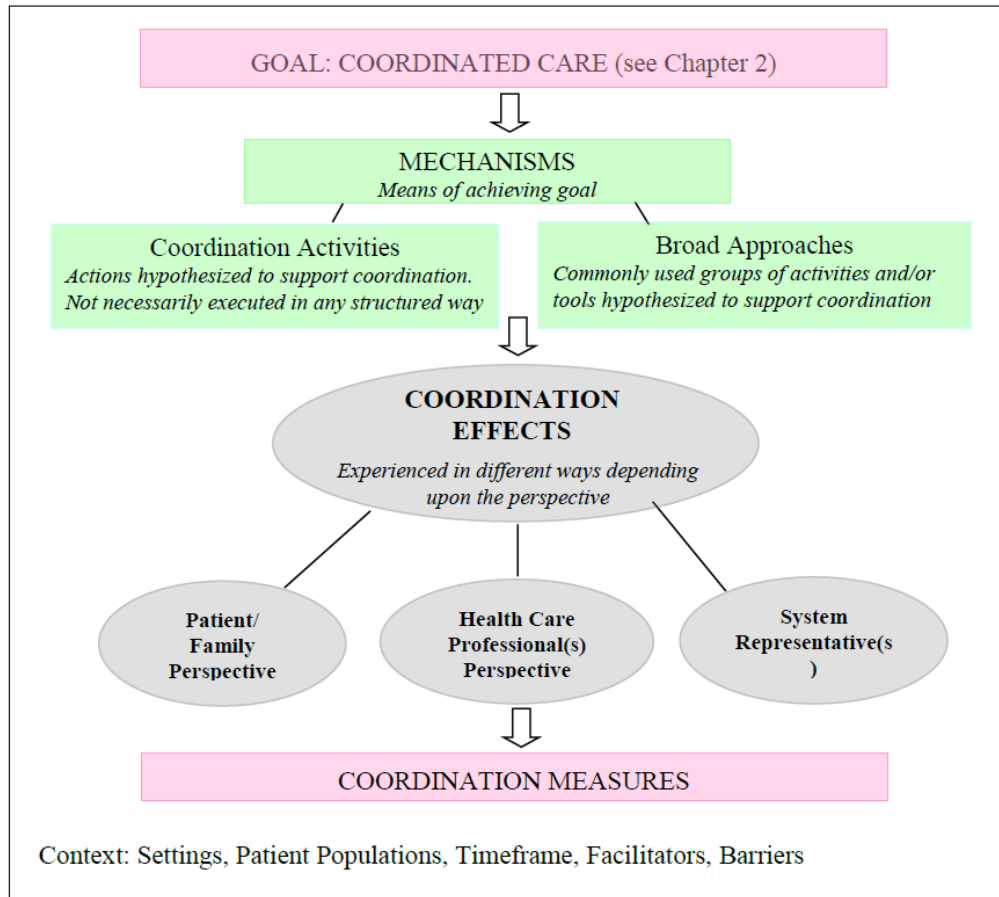 GOAL: COORDINATED CARE (see Chapter 2)
MECHANISMS
Means of achieving goal
Coordination Activities
Actions hypothesized to support coordination.
Not necessarily executed in any structured way
Broad Approaches
Commonly used groups of activities and/or
tools hypothesized to support coordination
COORDINATION
EFFECTS
Experienced in different ways depending
upon the perspective
Patient/
Family
Perspective
Health Care
Professional(s)
Perspective
System
Representative(s
)
COORDINATION MEASURES
Context: Settings, Patient Populations, Timeframe, Facilitators, Barriers